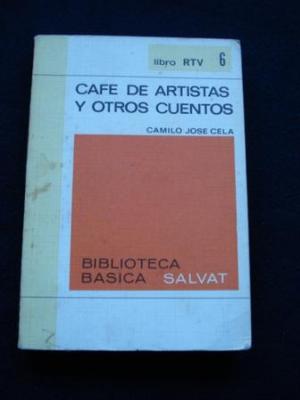 libro RTV 6
CAFE DE ARTISTAS
Y OTROS CUENTOS
CAMILO JOSE CELA
BIBLIOTECA
BASICA SALVAT